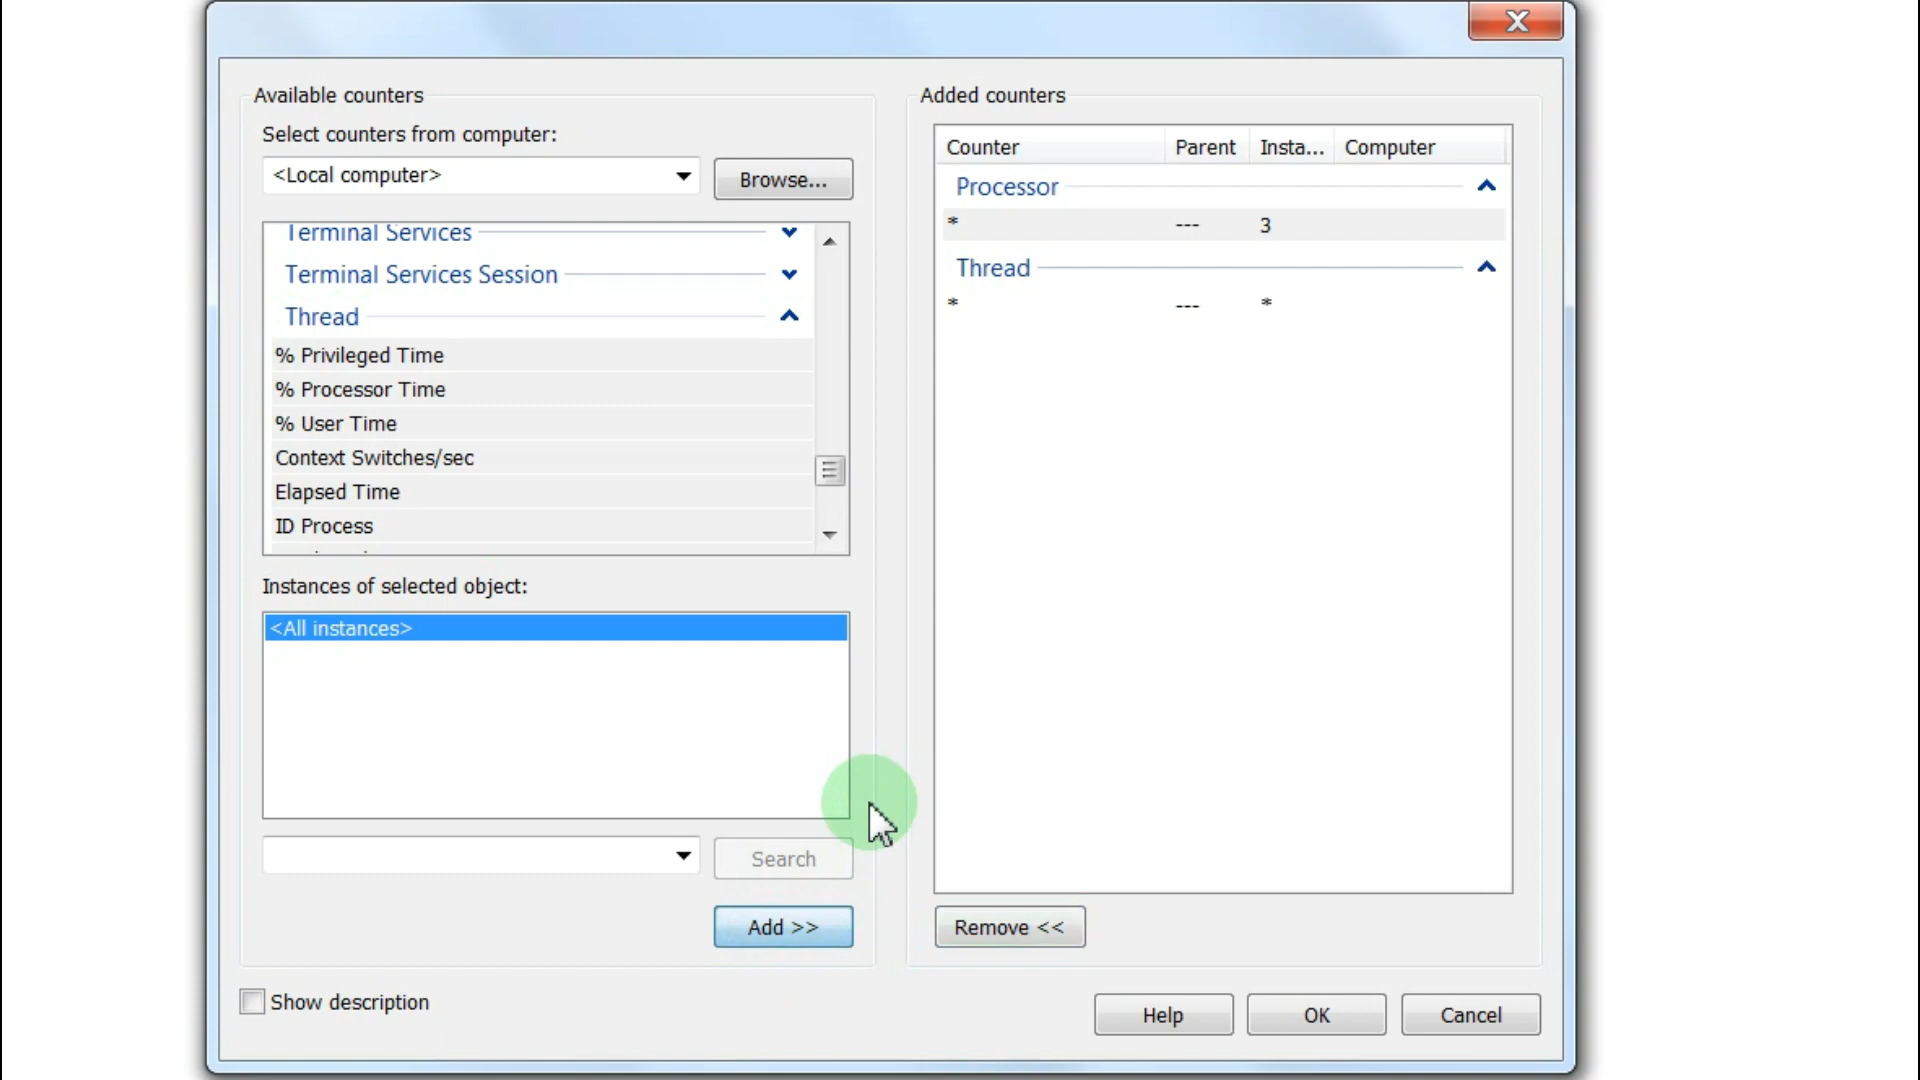 Available counters
Select counters from computer:
<Local computer>
Browse...
Terminal Services
Terminal Services Session
Thread
% Privileged Time
% Processor Time
% User Time
Context Switches/sec
Elapsed Time
ID Process
Instances of selected object:
<All instances>
Search
Add >>
Show description
Added counters
Counter Parent Insta... Computer
Processor
* --- 3
Thread
* --- *
Remove <<
Help OK Cancel